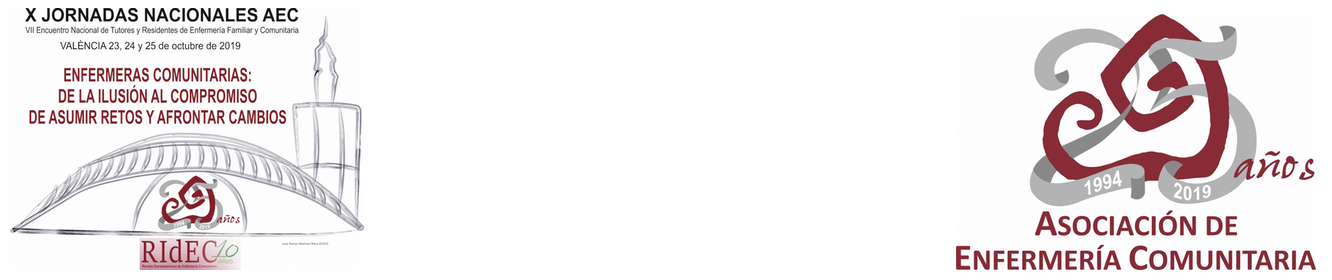 X JORNADAS NACIONALES AEC
VII Encuentro Nacional de Tutores y Residentes de Enfermería Familiar y Comunitaria
VALÈNCIA 23, 24 y 25 de octubre de 2019
ENFERMERAS COMUNITARIAS:
DE LA ILUSIÓN AL COMPROMISO
DE ASUMIR RETOS Y AFRONTAR CAMBIOS
años
RIdEC 10
años
años
1994 2019
ASOCIACIÓN DE
ENFERMERÍA COMUNITARIA